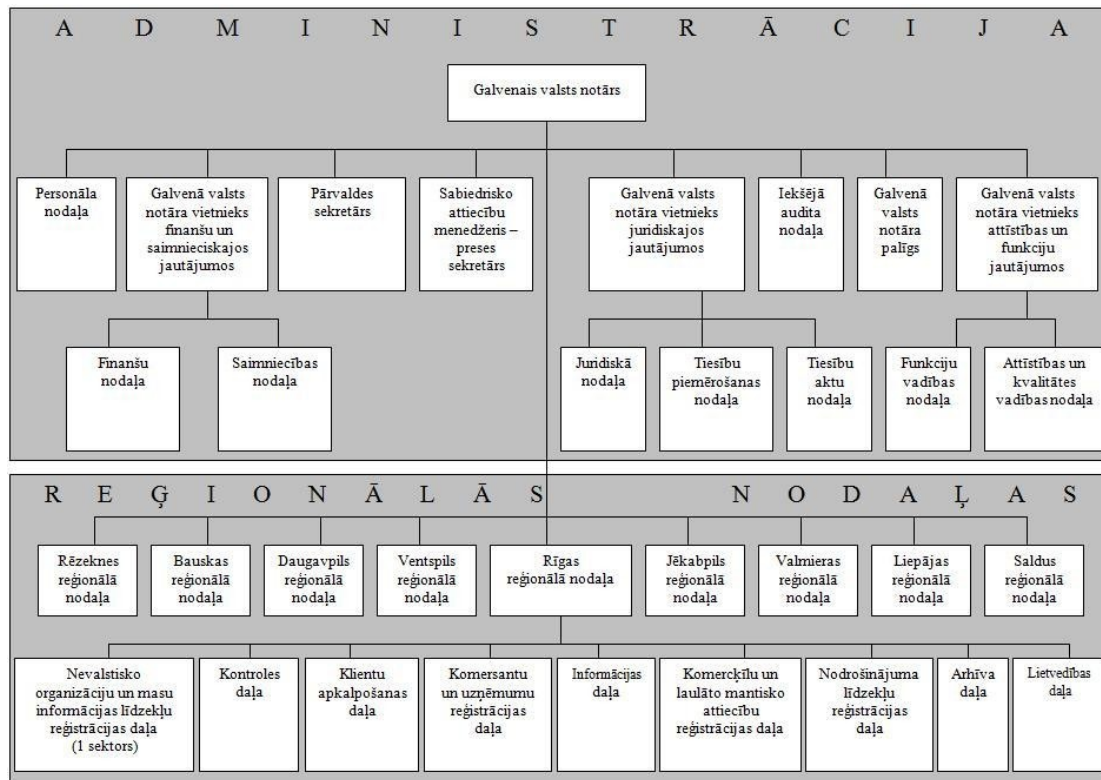 A D M I N I S T R Ā C I J A
Galvenais valsts notārs
Personāla
nodaļa
Galvenā valsts
notāra vietnieks
finanšu un
saimnieciskajos
jautājumos
Pārvaldes
sekretārs
Sabiedrisko
attiecību
menedžeris –
preses
sekretārs
Galvenā valsts
notāra vietnieks
juridiskajos
jautājumos
Iekšējā
audita
nodaļa
Galvenā
valsts
notāra
palīgs
Galvenā valsts
notāra vietnieks
attīstības un
funkciju
jautājumos
Finanšu
nodaļa
Saimniecības
nodaļa
Juridiskā
nodaļa
Tiesību
piemērošanas
nodaļa
Tiesību
aktu
nodaļa
Funkciju
vadības
nodaļa
Attīstības un
kvalitātes
vadības nodaļa
R E Ģ I O N Ā L Ā S N O D A Ļ A S
Rēzeknes
reģionālā
nodaļa
Bauskas
reģionālā
nodaļa
Daugavpils
reģionālā
nodaļa
Ventspils
reģionālā
nodaļa
Rīgas
reģionālā nodaļa
Jēkabpils
reģionālā
nodaļa
Valmieras
reģionālā
nodaļa
Liepājas
reģionālā
nodaļa
Saldus
reģionālā
nodaļa
Nevalstisko
organizāciju un masu
informācijas līdzekļu
reģistrācijas daļa
(1 sektors)
Kontroles
daļa
Klientu
apkalpošanas
daļa
Komersantu
un uzņēmumu
reģistrācijas
daļa
Informācijas
daļa
Komercķīlu un
laulāto mantisko
attiecību
reģistrācijas daļa
Nodrošinājuma
līdzekļu
reģistrācijas
daļa
Arhīva
daļa
Lietvedības
daļa